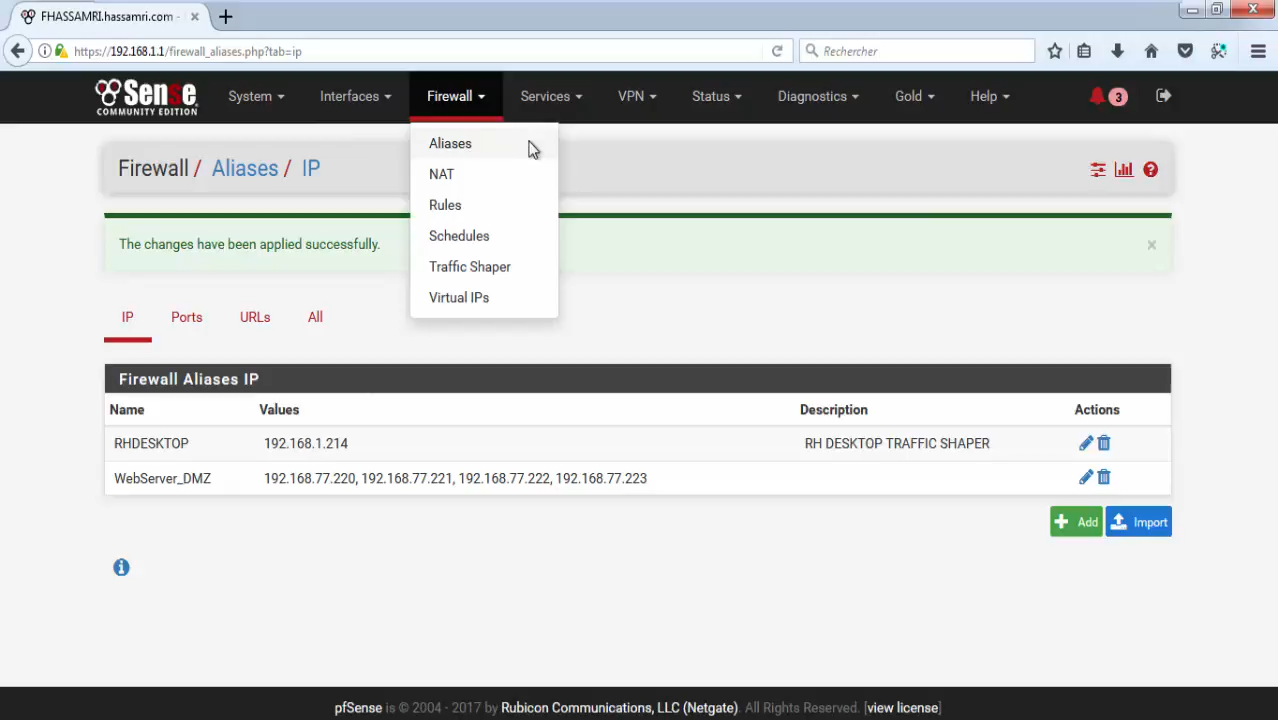 FHASSAMRI.hassamri.com -
https://192.168.1.1/firewall_aliases.php?tab=ip
Rechercher
Sense
COMMUNITY EDITION
System
Interfaces
Firewall
Services
VPN
Status
Diagnostics
Gold
Help
3
Firewall / Aliases / IP
Aliases
NAT
Rules
Schedules
Traffic Shaper
Virtual IPs
The changes have been applied successfully.
IP
Ports
URLs
All
Firewall Aliases IP
Name Values Description Actions
RHDESKTOP 192.168.1.214 RH DESKTOP TRAFFIC SHAPER
WebServer_DMZ 192.168.77.220, 192.168.77.221, 192.168.77.222, 192.168.77.223
Add
Import
pfSense is © 2004 - 2017 by Rubicon Communications, LLC (Netgate). All Rights Reserved. [view license]